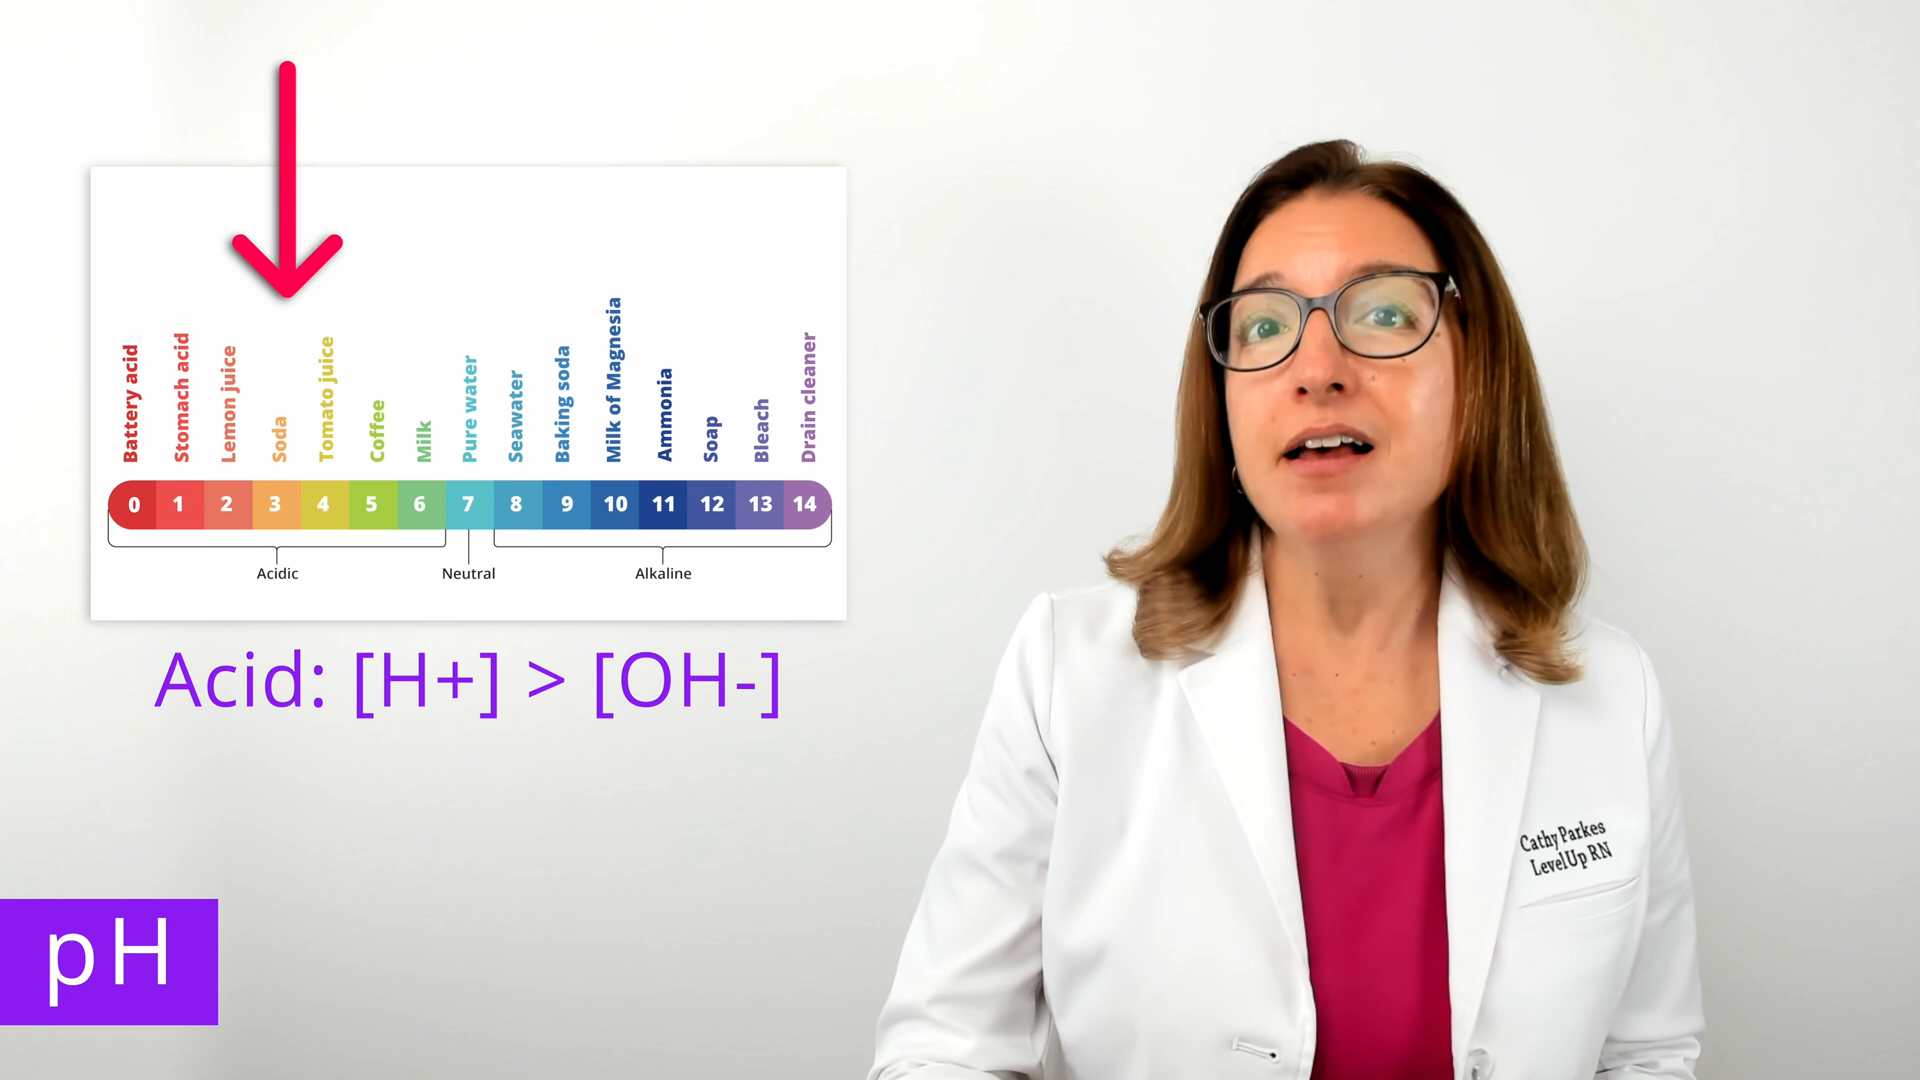 Battery acid
Stomach acid
Lemon juice
Soda
Tomato juice
Coffee
Milk
Pure water
Seawater
Baking soda
Milk of Magnesia
Ammonia
Soap
Bleach
Drain cleaner
0 1 2 3 4 5 6 7 8 9 10 11 12 13 14
Acidic Neutral Alkaline
Acid: [H+] > [OH-]
Cathy Parkes
LevelUp RN
pH